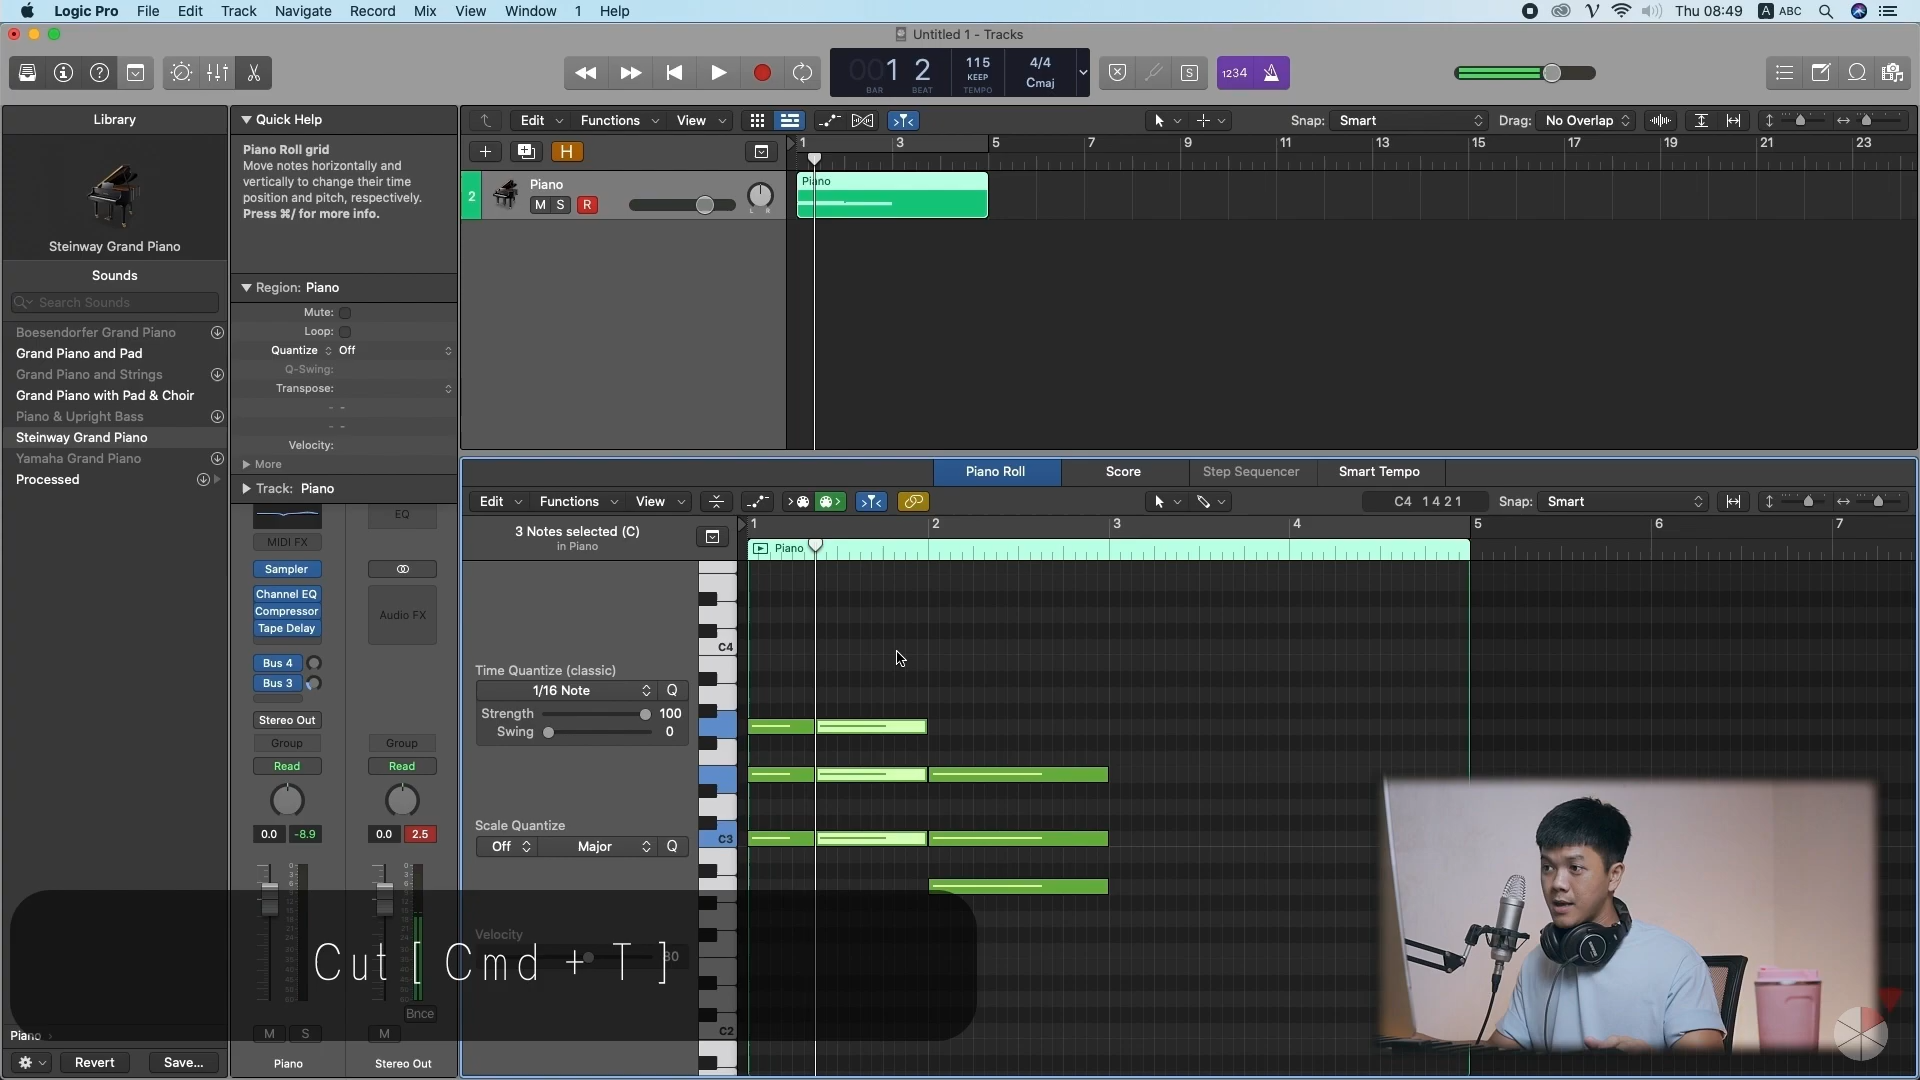 Logic Pro File Edit Track Navigate Record Mix View Window 1 Help
Thu 08:49 A ABC
Untitled 1 - Tracks
001 2
BAR BEAT
115
KEEP
TEMPO
4/4
Cmaj
S
1234
Library
Steinway Grand Piano
Sounds
Search Sounds
Boesendorfer Grand Piano
Grand Piano and Pad
Grand Piano and Strings
Grand Piano with Pad & Choir
Piano & Upright Bass
Steinway Grand Piano
Yamaha Grand Piano
Processed
Piano
Revert Save...
Quick Help
Piano Roll grid
Move notes horizontally and
vertically to change their time
position and pitch, respectively.
Press ⌘/ for more info.
Region: Piano
Mute:
Loop:
Quantize Off
Q-Swing:
Transpose:
- -
- -
Velocity:
More
Track: Piano
EQ
MIDI FX
Sampler
Channel EQ
Compressor
Tape Delay
Audio FX
Bus 4
Bus 3
Stereo Out
Group Group
Read Read
0.0 -8.9 0.0 2.5
Bnce
M S M
Piano Stereo Out
Edit Functions View
Snap: Smart Drag: No Overlap
H
1 3 5 7 9 11 13 15 17 19 21 23
2 Piano
M S R
L R
Piano
Piano Roll Score Step Sequencer Smart Tempo
Edit Functions View
C4 1 4 2 1 Snap: Smart
3 Notes selected (C)
in Piano
1 2 3 4 5 6 7
Piano
Time Quantize (classic)
1/16 Note Q
Strength 100
Swing 0
Scale Quantize
Off Major Q
Velocity
80
C4
C3
C2
Cut [ Cmd + T ]